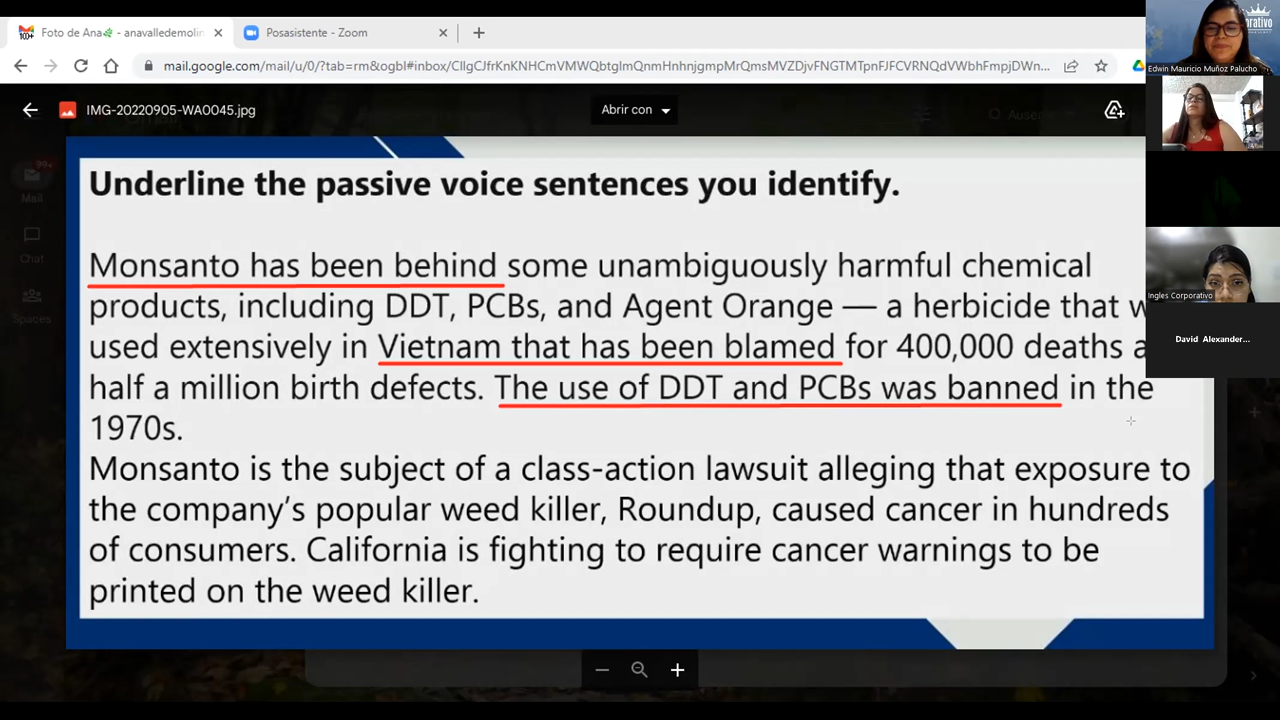 Foto de Ana - anavalledemolin
Posasistente - Zoom
mail.google.com/mail/u/0/?tab=rm&ogbl#inbox/
IMG-20220905-WA0045.jpg
Abrir con
99+
Mail
Chat
Spaces
Underline the passive voice sentences you identify.
Monsanto has been behind some unambiguously harmful chemical
products, including DDT, PCBs, and Agent Orange — a herbicide that
used extensively in Vietnam that has been blamed for 400,000 deaths
half a million birth defects. The use of DDT and PCBs was banned in the
1970s.
Monsanto is the subject of a class-action lawsuit alleging that exposure to
the company's popular weed killer, Roundup, caused cancer in hundreds
of consumers. California is fighting to require cancer warnings to be
printed on the weed killer.
Edwin Mauricio Muñoz Palucho
Ingles Corporativo
David Alexander...